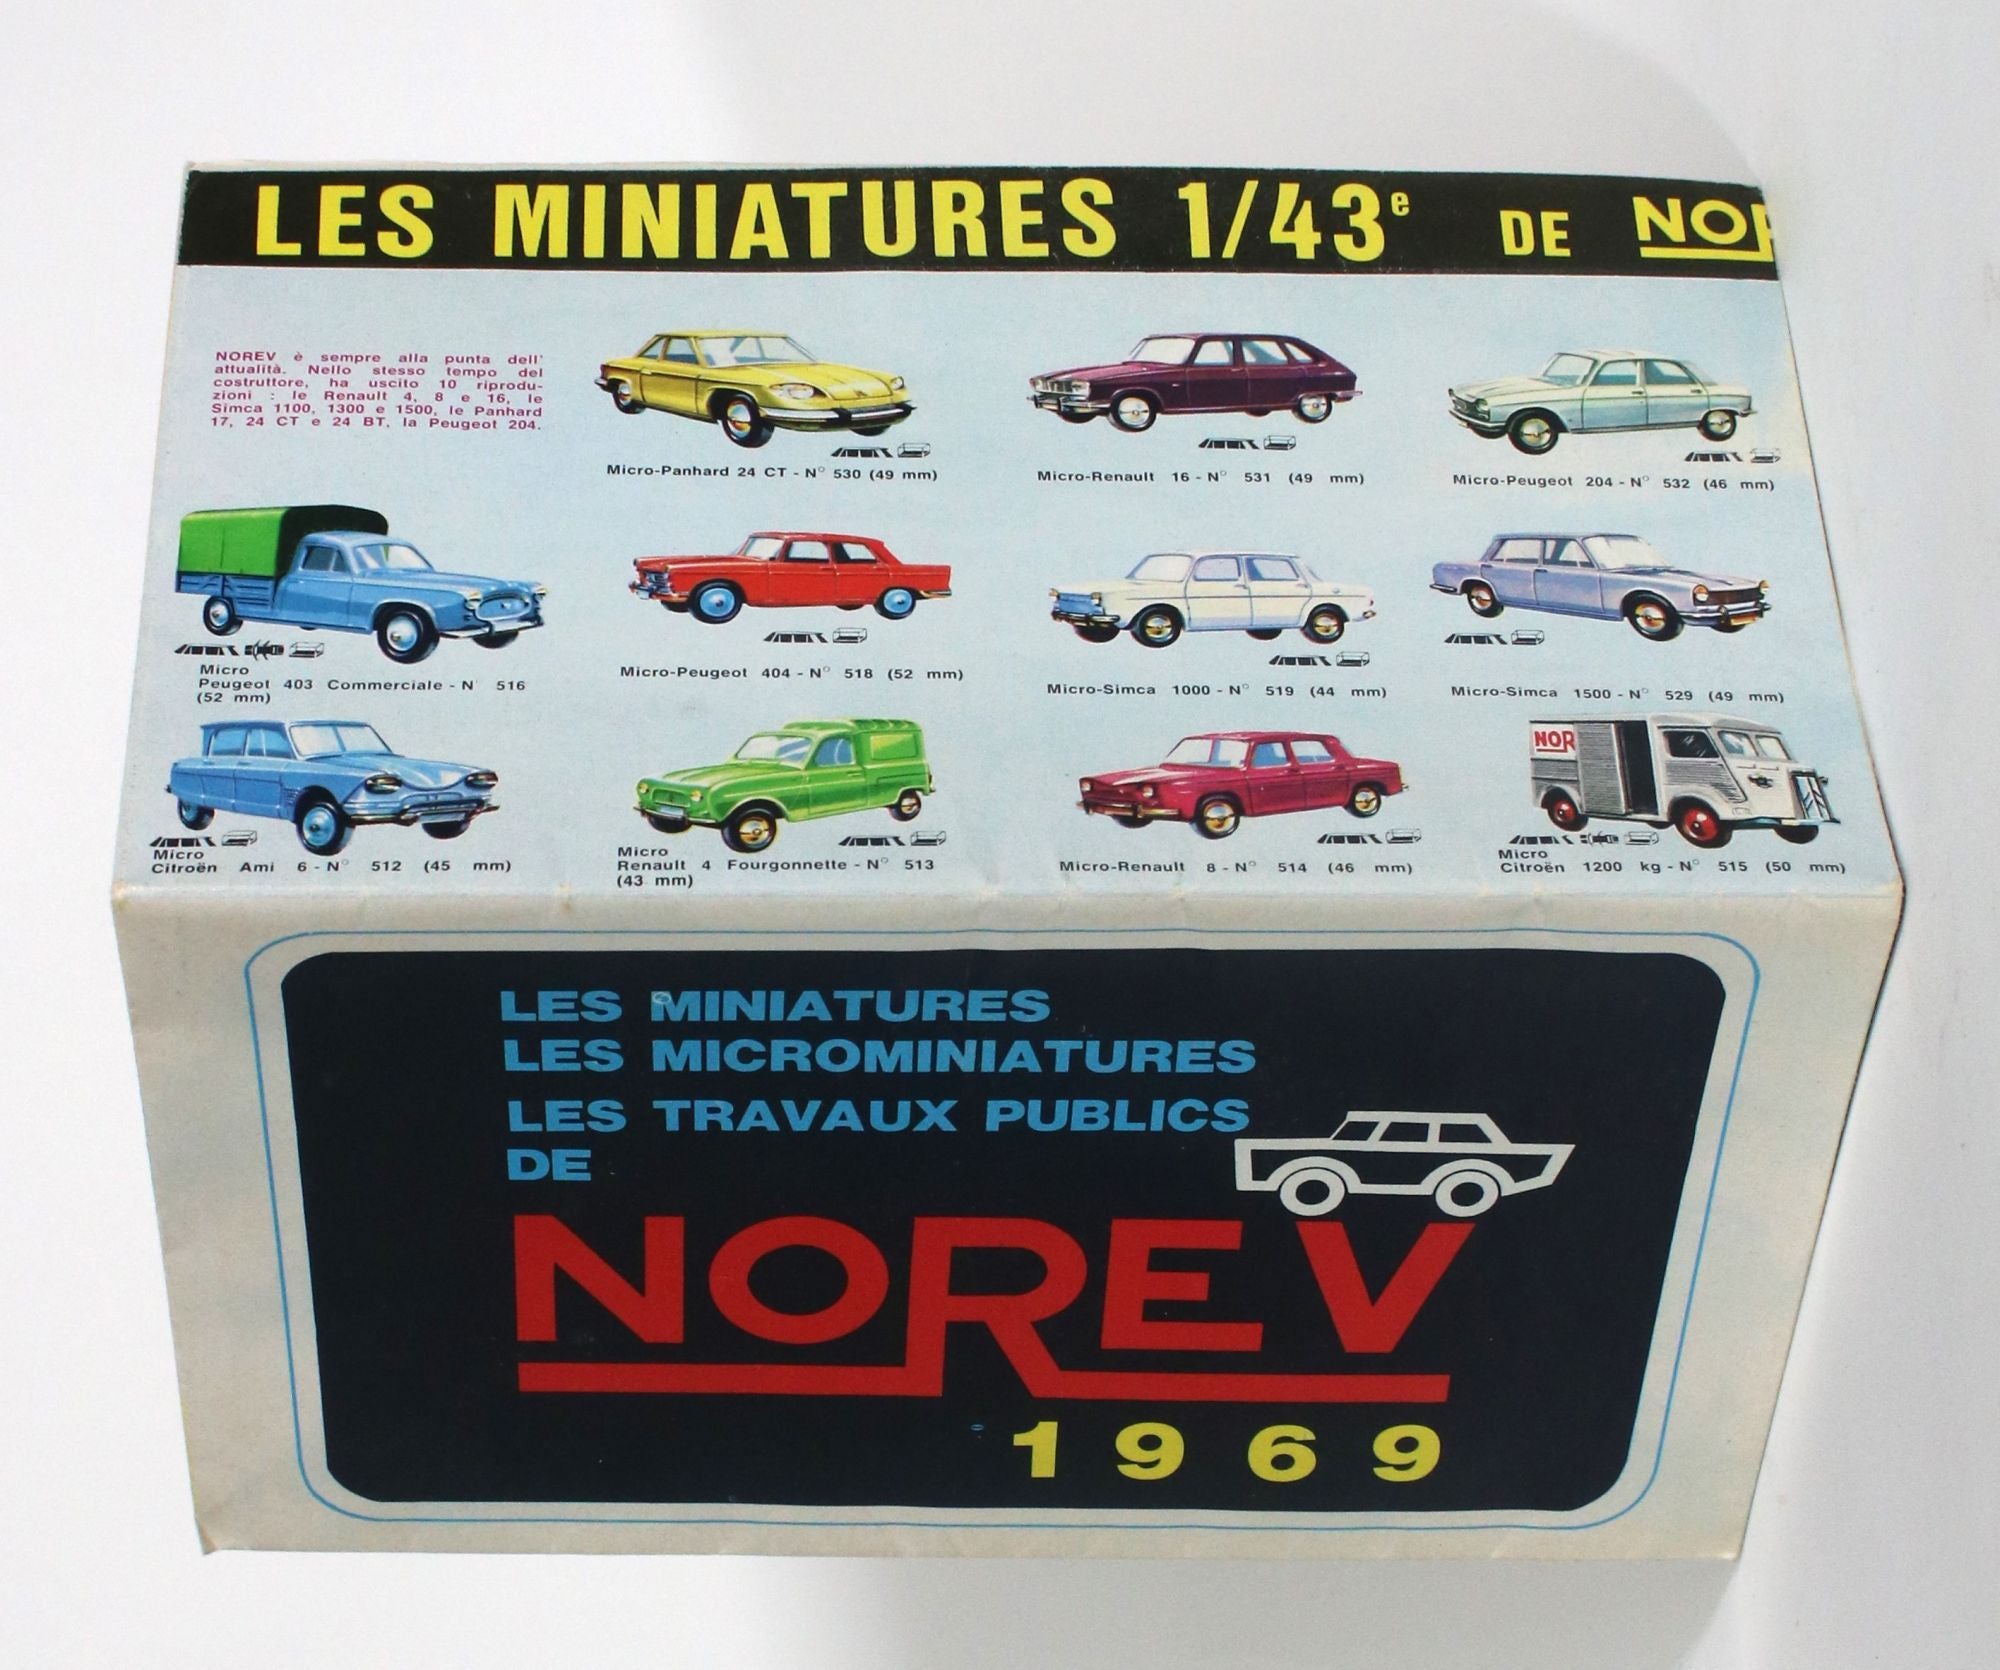 LES MINIATURES 1/43e DE NOR
NOREV è sempre alla punta dell'
attualità. Nello stesso tempo del
costruttore, ha uscito 10 riprodu-
zioni : le Renault 4, 8 e 16, le
Simca 1100, 1300 e 1500, le Panhard
17, 24 CT e 24 BT, la Peugeot 204.
Micro-Panhard 24 CT - N° 530 (49 mm)
Micro-Renault 16 - N° 531 (49 mm)
Micro-Peugeot 204 - N° 532 (46 mm)
Micro
Peugeot 403 Commerciale - N° 516
(52 mm)
Micro-Peugeot 404 - N° 518 (52 mm)
Micro-Simca 1000 - N° 519 (44 mm)
Micro-Simca 1500 - N° 529 (49 mm)
NOR
Micro
Citroën Ami 6 - N° 512 (45 mm)
Micro
Renault 4 Fourgonnette - N° 513
(43 mm)
Micro-Renault 8 - N° 514 (46 mm)
Micro
Citroën 1200 kg - N° 515 (50 mm)
LES MINIATURES
LES MICROMINIATURES
LES TRAVAUX PUBLICS
DE
NOREV
1969